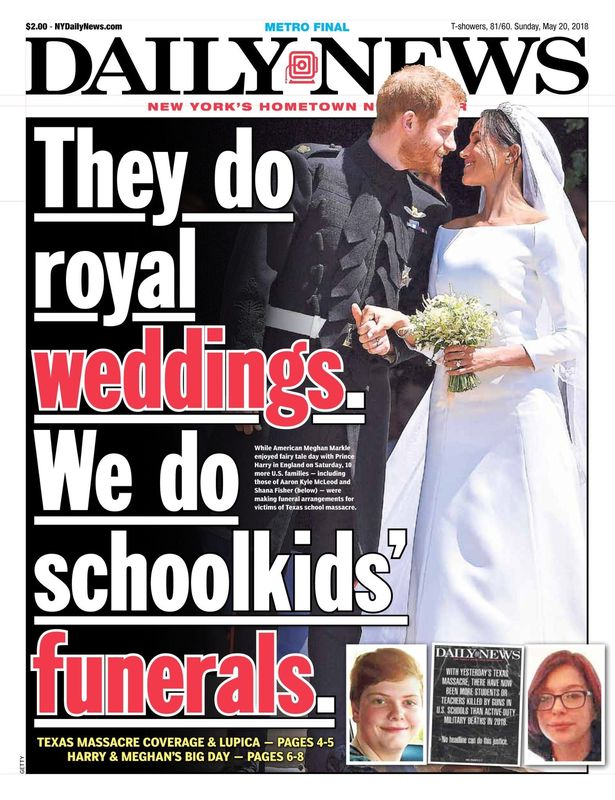 $2.00 - NYDailyNews.com
METRO FINAL
T-showers, 81/60. Sunday, May 20, 2018
DAILY NEWS
NEW YORK'S HOMETOWN N R
They do
royal
weddings.
We do
schoolkids'
funerals.
While American Meghan Markle
enjoyed fairy tale day with Prince
Harry in England on Saturday, 10
more U.S. families — including
those of Aaron Kyle McLeod and
Shana Fisher (below) — were
making funeral arrangements for
victims of Texas school massacre.
TEXAS MASSACRE COVERAGE & LUPICA — PAGES 4-5
HARRY & MEGHAN'S BIG DAY — PAGES 6-8
GETTY
DAILY NEWS
WITH YESTERDAY'S TEXAS
MASSACRE, THERE HAVE NOW
BEEN MORE STUDENTS OR
TEACHERS KILLED BY GUNS IN
U.S. SCHOOLS THAN ACTIVE-DUTY
MILITARY DEATHS IN 2018.
No headline can do this justice.